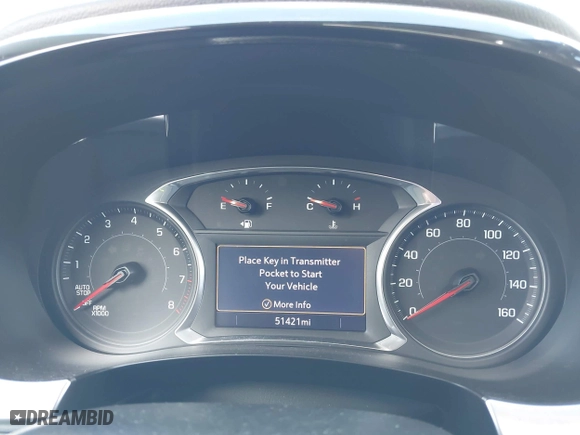 E F
C H
1 2 3 4 5 6 7 8
AUTO STOP
OFF
RPM
X1000
Place Key in Transmitter
Pocket to Start
Your Vehicle
More Info
51421mi
0 20 40 60 80 100 120 140 160
DREAMBID